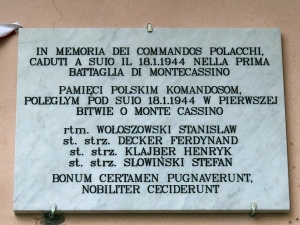 IN MEMORIA DEI COMMANDOS POLACCHI,
CADUTI A SUIO IL 18.1.1944 NELLA PRIMA
BATTAGLIA DI MONTECASSINO
PAMIĘCI POLSKIM KOMANDOSOM,
POLEGŁYM POD SUIO 18.1.1944 W PIERWSZEJ
BITWIE O MONTE CASSINO
rtm. WOŁOSZOWSKI STANISŁAW
st. strz. DECKER FERDYNAND
st. strz. KLAJBER HENRYK
st. strz. SŁOWIŃSKI STEFAN
BONUM CERTAMEN PUGNAVERUNT,
NOBILITER CECIDERUNT